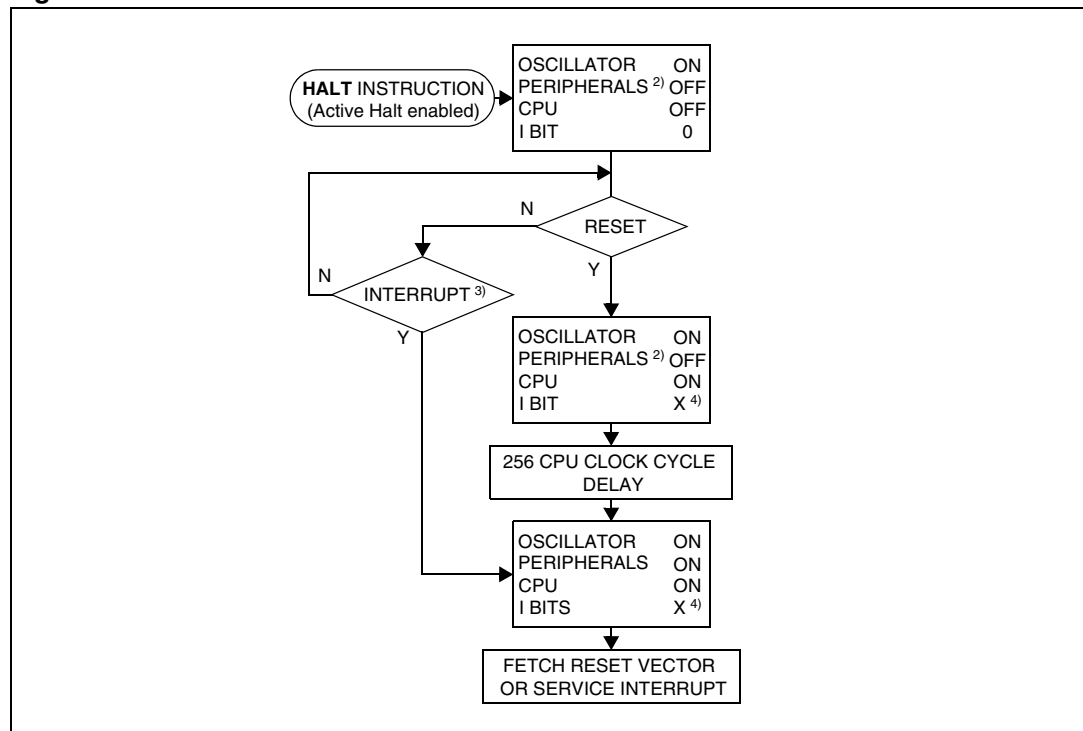 HALT INSTRUCTION
(Active Halt enabled)
OSCILLATOR ON
PERIPHERALS 2) OFF
CPU OFF
I BIT 0
N
RESET
Y
N
INTERRUPT 3)
Y
OSCILLATOR ON
PERIPHERALS 2) OFF
CPU ON
I BIT X 4)
256 CPU CLOCK CYCLE
DELAY
OSCILLATOR ON
PERIPHERALS ON
CPU ON
I BITS X 4)
FETCH RESET VECTOR
OR SERVICE INTERRUPT